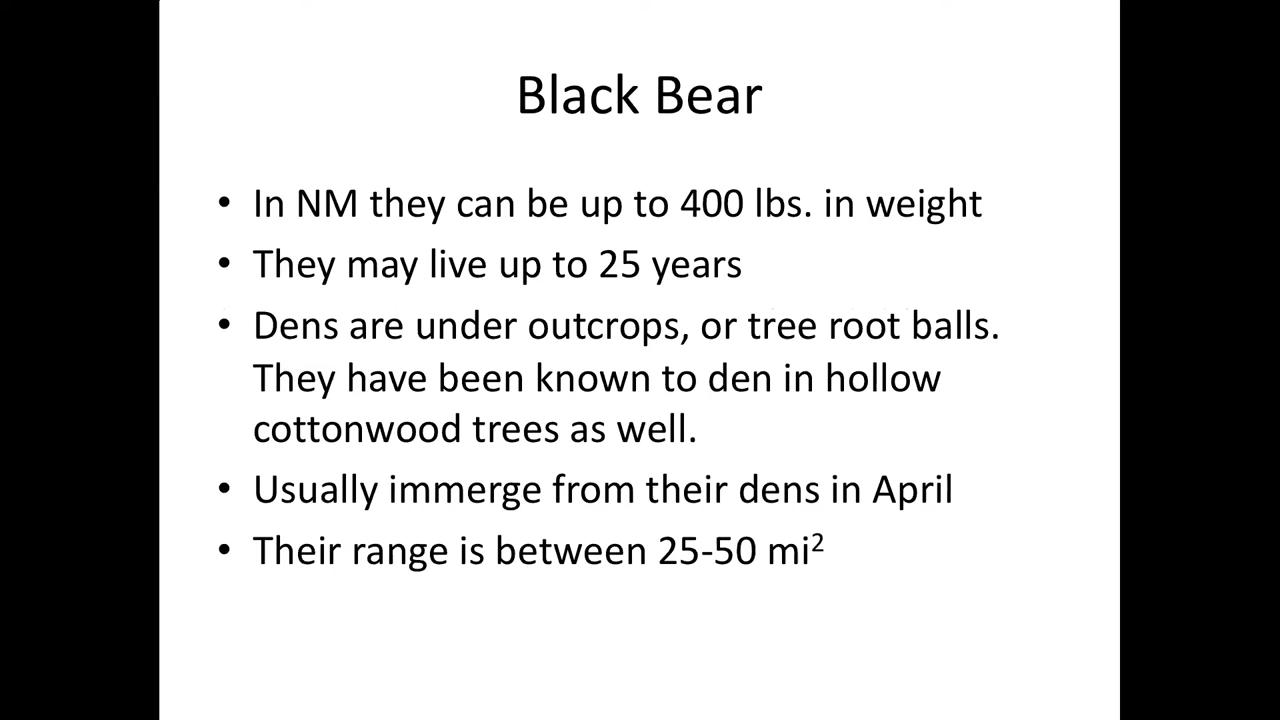 Black Bear
• In NM they can be up to 400 lbs. in weight
• They may live up to 25 years
• Dens are under outcrops, or tree root balls.
They have been known to den in hollow
cottonwood trees as well.
• Usually immerge from their dens in April
• Their range is between 25-50 mi²